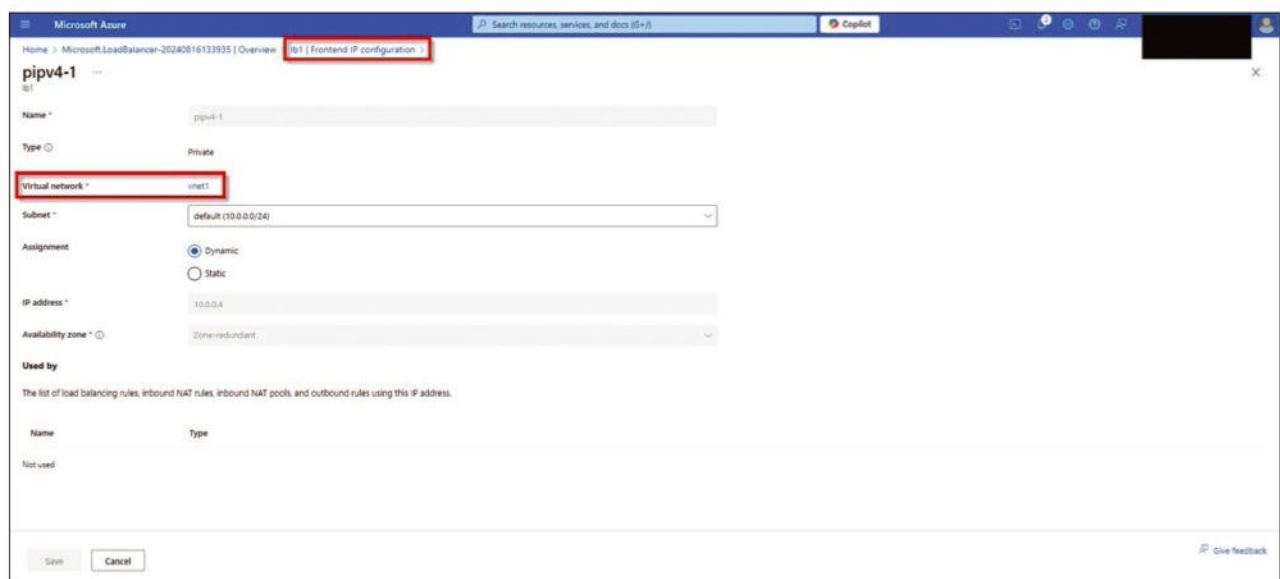 Microsoft Azure
Search resources, services, and docs (G+/)
Copilot
Home > Microsoft.LoadBalancer-20240816133935 | Overview > lb1 | Frontend IP configuration >
pipv4-1 ...
lb1
Name *
pipv4-1
Type
Private
Virtual network *
vnet1
Subnet *
default (10.0.0.0/24)
Assignment
Dynamic
Static
IP address *
10.0.0.4
Availability zone *
Zone-redundant
Used by
The list of load balancing rules, inbound NAT rules, inbound NAT pools, and outbound rules using this IP address.
Name Type
Not used
Save Cancel
Give feedback